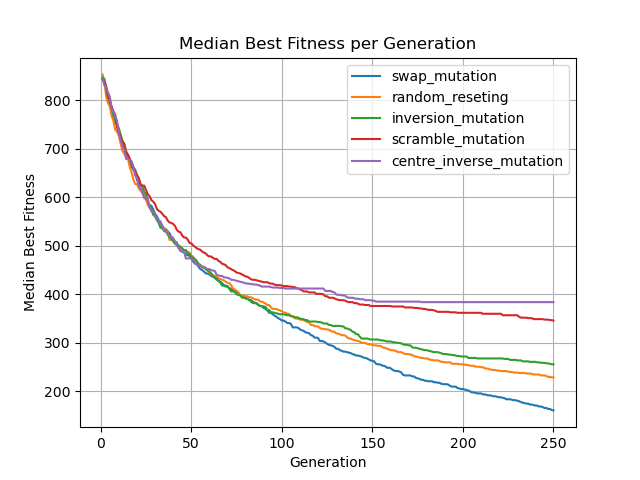 Median Best Fitness per Generation
swap_mutation
random_reseting
inversion_mutation
scramble_mutation
centre_inverse_mutation
Median Best Fitness
800
700
600
500
400
300
200
0 50 100 150 200 250
Generation